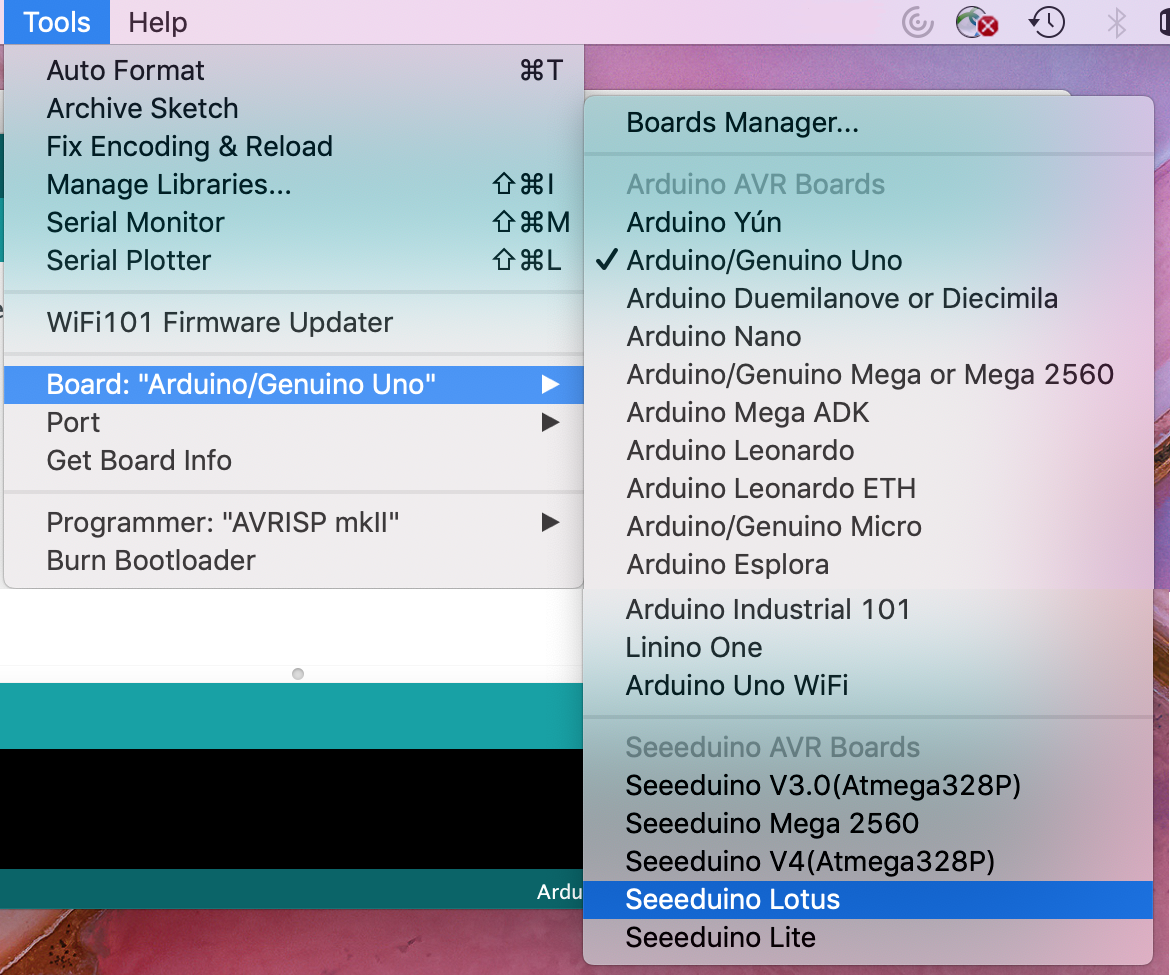 Tools Help
Auto Format ⌘T
Archive Sketch
Fix Encoding & Reload
Manage Libraries... ⇧⌘I
Serial Monitor ⇧⌘M
Serial Plotter ⇧⌘L
WiFi101 Firmware Updater
Board: "Arduino/Genuino Uno"
Port
Get Board Info
Programmer: "AVRISP mkII"
Burn Bootloader
Boards Manager...
Arduino AVR Boards
Arduino Yún
✓ Arduino/Genuino Uno
Arduino Duemilanove or Diecimila
Arduino Nano
Arduino/Genuino Mega or Mega 2560
Arduino Mega ADK
Arduino Leonardo
Arduino Leonardo ETH
Arduino/Genuino Micro
Arduino Esplora
Arduino Industrial 101
Linino One
Arduino Uno WiFi
Seeeduino AVR Boards
Seeeduino V3.0(Atmega328P)
Seeeduino Mega 2560
Seeeduino V4(Atmega328P)
Seeeduino Lotus
Seeeduino Lite
Ardu